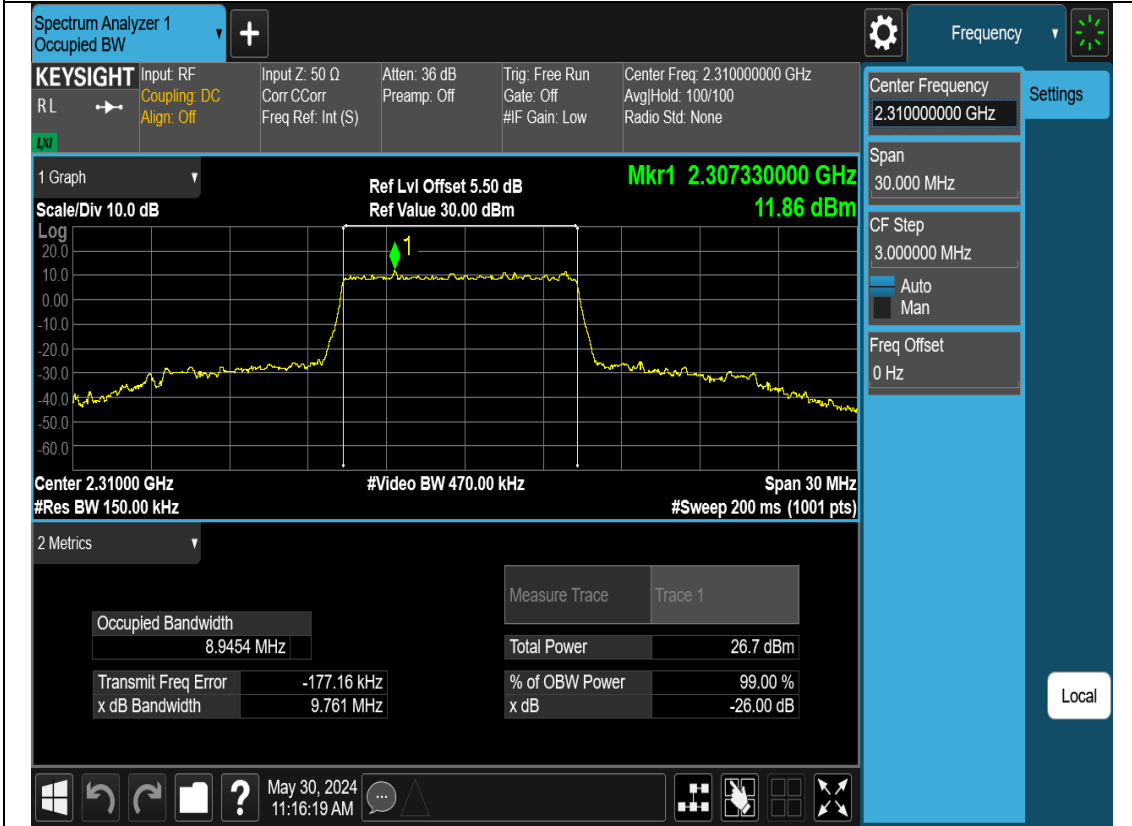 Spectrum Analyzer 1
Occupied BW
Frequency
KEYSIGHT
RL
LXI
Input: RF
Coupling: DC
Align: Off
Input Z: 50 Ω
Corr CCorr
Freq Ref: Int (S)
Atten: 36 dB
Preamp: Off
Trig: Free Run
Gate: Off
#IF Gain: Low
Center Freq: 2.310000000 GHz
Avg|Hold: 100/100
Radio Std: None
Center Frequency
2.310000000 GHz
Settings
Span
30.000 MHz
CF Step
3.000000 MHz
Auto
Man
Freq Offset
0 Hz
Local
1 Graph
Scale/Div 10.0 dB
Ref Lvl Offset 5.50 dB
Ref Value 30.00 dBm
Mkr1 2.307330000 GHz
11.86 dBm
Log
20.0
10.0
0.00
-10.0
-20.0
-30.0
-40.0
-50.0
-60.0
1
Center 2.31000 GHz
#Res BW 150.00 kHz
#Video BW 470.00 kHz
Span 30 MHz
#Sweep 200 ms (1001 pts)
2 Metrics
Measure Trace Trace 1
Occupied Bandwidth
8.9454 MHz
Total Power 26.7 dBm
Transmit Freq Error -177.16 kHz
x dB Bandwidth 9.761 MHz
% of OBW Power 99.00 %
x dB -26.00 dB
?
May 30, 2024
11:16:19 AM